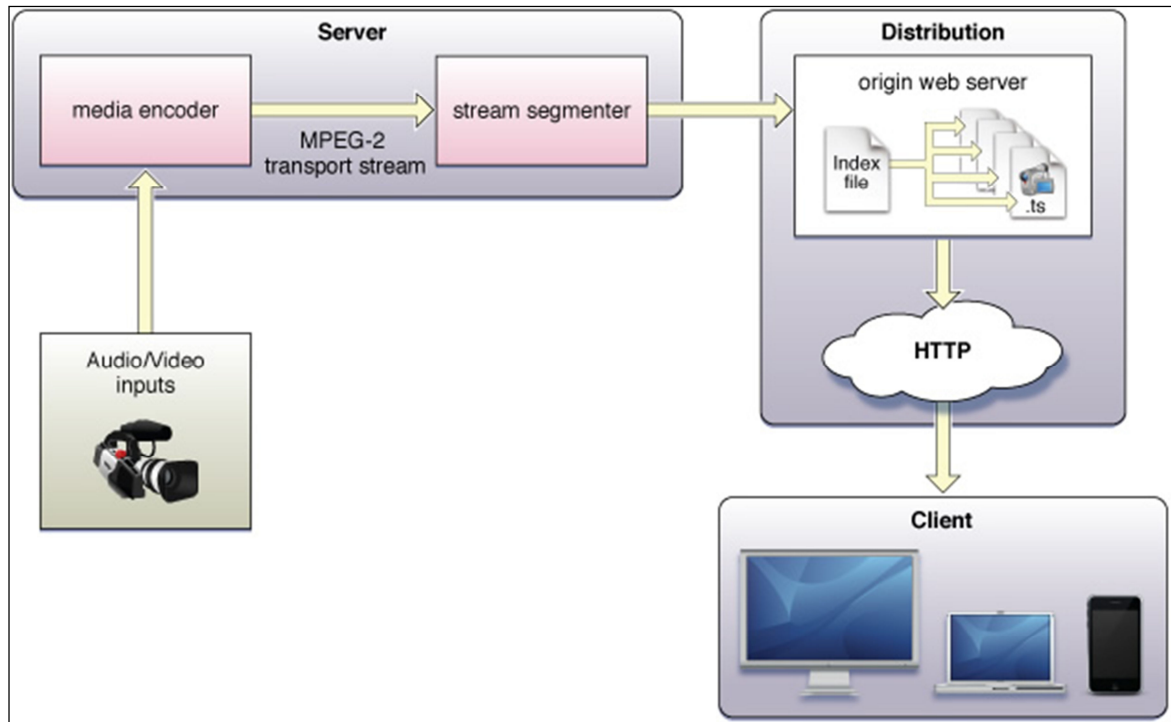 Server
media encoder
MPEG-2
transport stream
stream segmenter
Distribution
origin web server
Index
file
.ts
HTTP
Audio/Video
inputs
Client